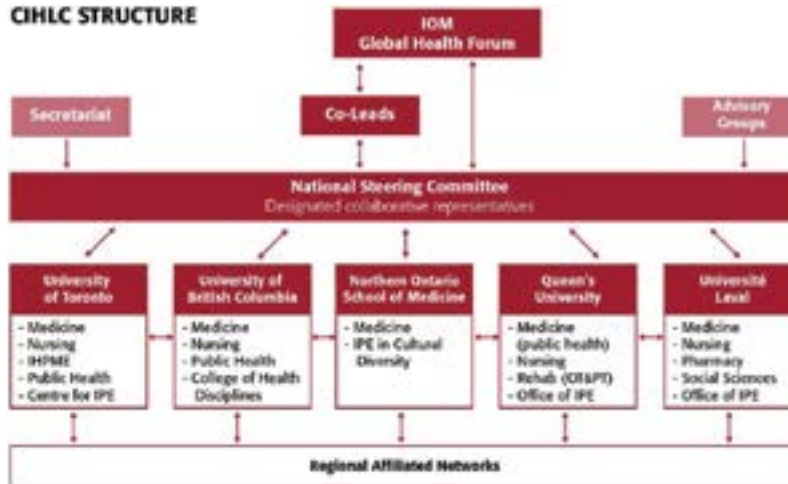 CIHLC STRUCTURE
IOM
Global Health Forum
Secretariat
Co-Leads
Advisory
Groups
National Steering Committee
Designated collaborative representatives
University
of Toronto
- Medicine
- Nursing
- IHPME
- Public Health
- Centre for IPE
University of
British Columbia
- Medicine
- Nursing
- Public Health
- College of Health
Disciplines
Northern Ontario
School of Medicine
- Medicine
- IPE in Cultural
Diversity
Queen's
University
- Medicine
(public health)
- Nursing
- Rehab (OT&PT)
- Office of IPE
Université
Laval
- Medicine
- Nursing
- Pharmacy
- Social Sciences
- Office of IPE
Regional Affiliated Networks